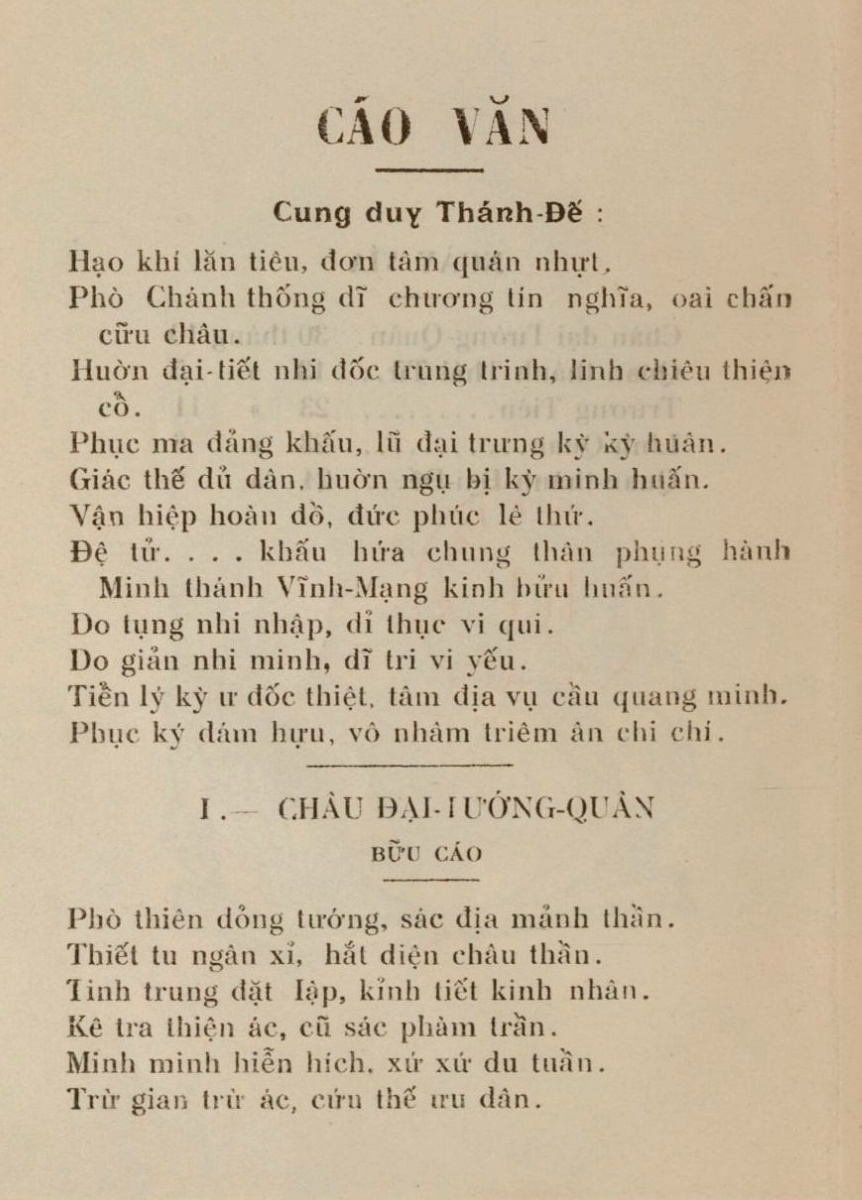 CÁO VĂN
Cung duy Thánh-Đế :
Hạo khí lăn tiêu, đơn tâm quán nhựt.
Phò Chánh thống dĩ chương tín nghĩa, oai chấn
cữu châu.
Huờn đại-tiết nhi đốc trung trinh, linh chiêu thiện
cổ.
Phục ma đảng khấu, lũ đại trưng kỳ kỳ huân.
Giác thế dủ dân, huờn ngụ bị kỳ minh huấn.
Vận hiệp hoàn đồ, đức phúc lê thứ.
Đệ tử. . . . khấu hứa chung thân phụng hành
Minh thánh Vĩnh-Mạng kinh bửu huấn.
Do tụng nhi nhập, dỉ thục vi qui.
Do giản nhi minh, dĩ tri vi yếu.
Tiền lý kỳ ư đốc thiệt, tâm địa vụ cầu quang minh.
Phục ký dám hựu, vô nhâm triêm ân chi chí.
I. — CHÂU ĐẠI-TƯỚNG-QUÂN
BỮU CÁO
Phò thiên dỏng tướng, sác địa mảnh thần.
Thiết tu ngân xỉ, hắt diện châu thần.
Tinh trung dặt lập, kỉnh tiết kinh nhân.
Kê tra thiện ác, cũ sác phàm trần.
Minh minh hiển hích, xứ xứ du tuần.
Trừ gian trừ ác, cứu thế ưu dân.